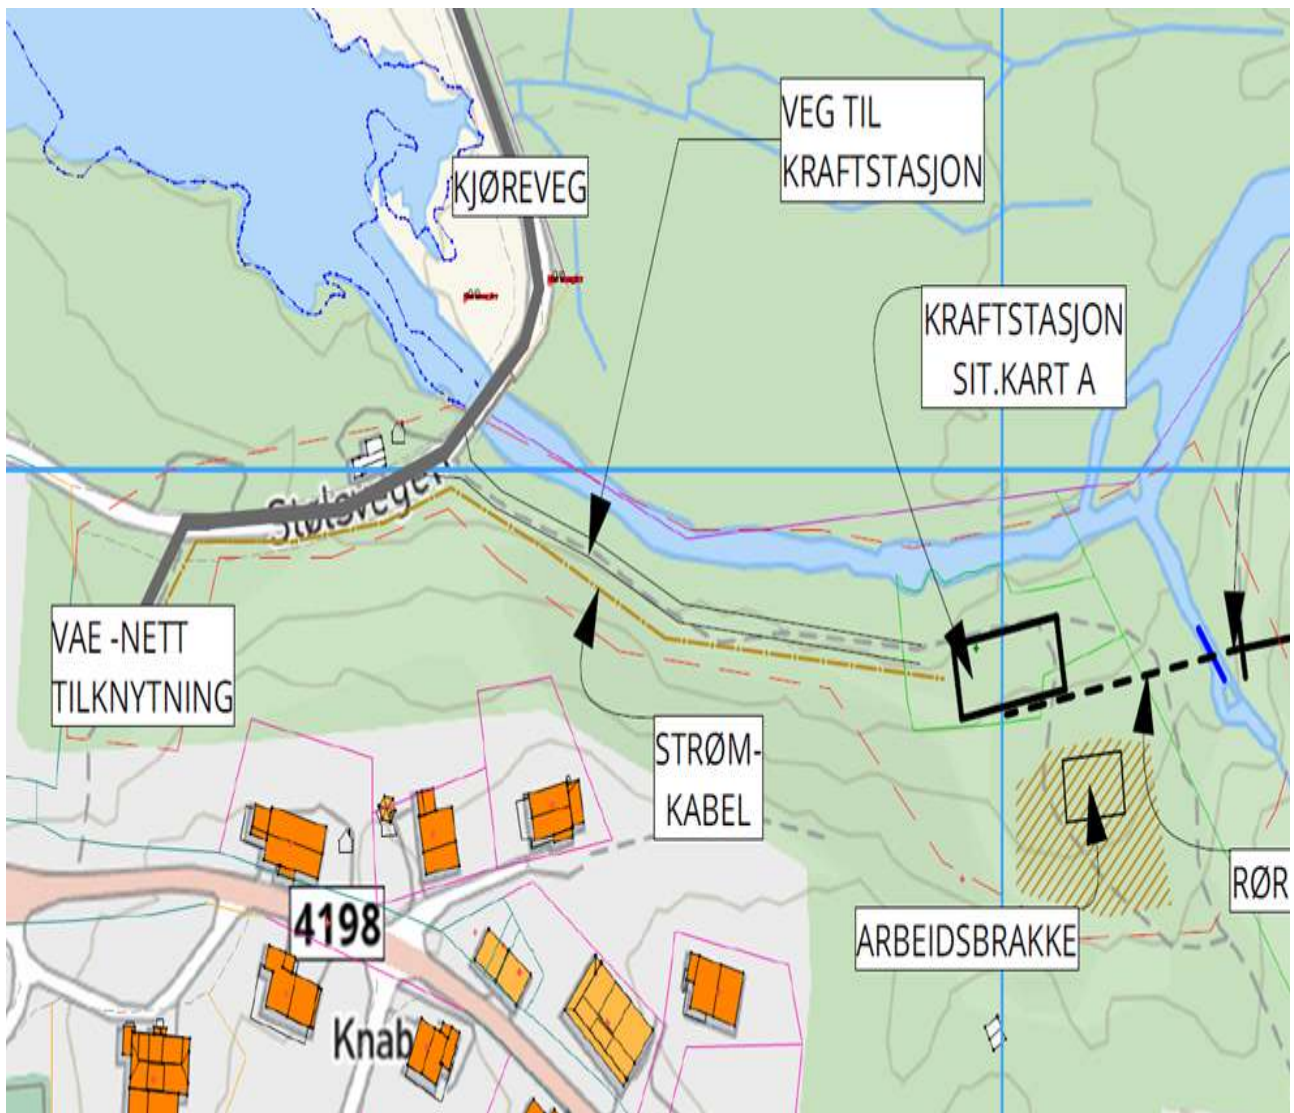 VEG TIL
KRAFTSTASJON
KJØREVEG
KRAFTSTASJON
SIT.KART A
Stølsvegen
VAE -NETT
TILKNYTNING
STRØM-
KABEL
RØR
4198
ARBEIDSBRAKKE
Knab